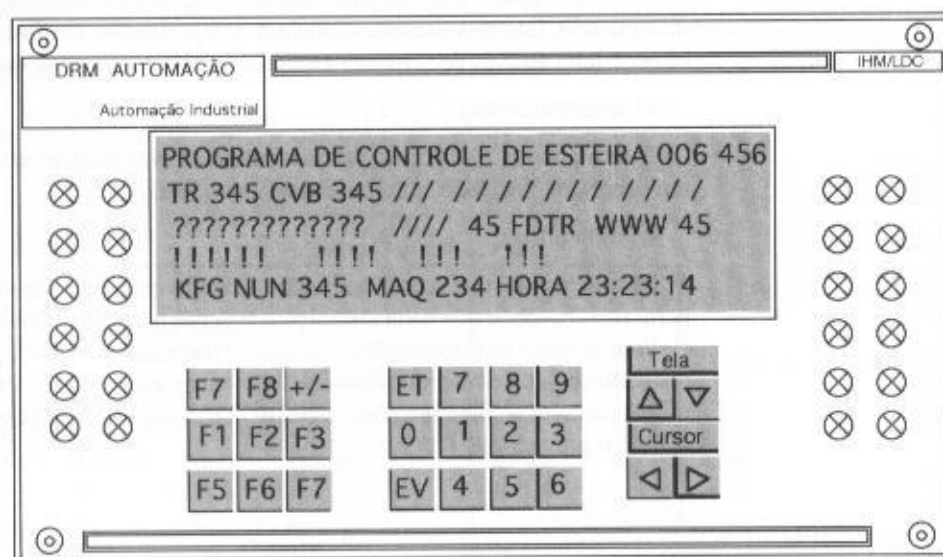 DRM AUTOMAÇÃO
Automação Industrial
IHM/LDC
PROGRAMA DE CONTROLE DE ESTEIRA 006 456
TR 345 CVB 345 /// / / / / / / / / / / /
????????????? //// 45 FDTR WWW 45
!!!!!! !!!! !!! !!!
KFG NUN 345 MAQ 234 HORA 23:23:14
Tela
F7 F8 +/- ET 7 8 9
F1 F2 F3 0 1 2 3
Cursor
F5 F6 F7 EV 4 5 6